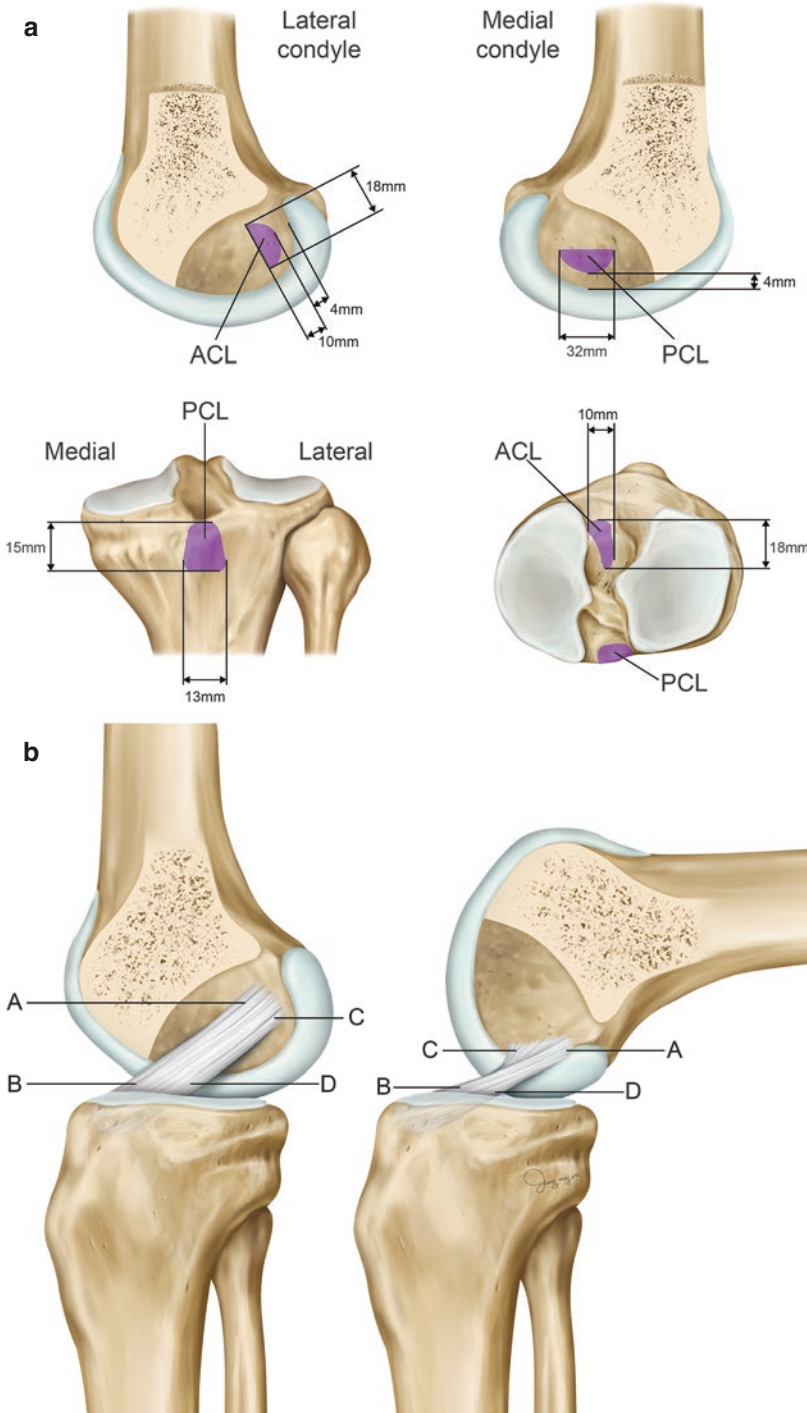 a
Lateral
condyle
18mm
4mm
10mm
ACL
Medial
condyle
4mm
32mm
PCL
PCL
Medial
Lateral
15mm
13mm
10mm
ACL
18mm
PCL
b
A
C
B
D
C
A
B
D